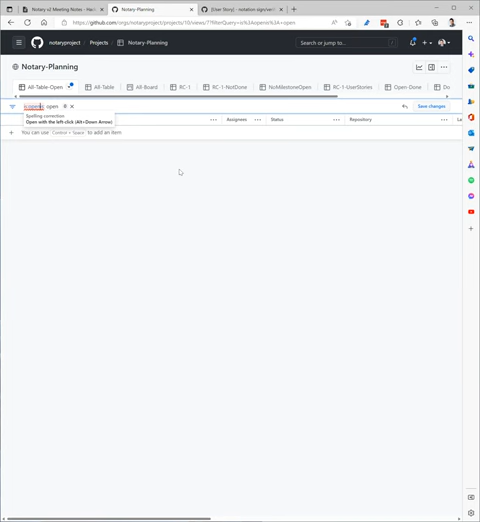 Notary v2 Meeting Notes - Hac
Notary-Planning
[User Story] - notation sign/veri
https://github.com/orgs/notaryproject/projects/10/views/7?filterQuery=is%3Aopenis%3A+open
notaryproject
Projects
Notary-Planning
Search or jump to...
/
Notary-Planning
All-Table-Open
All-Table
All-Board
RC-1
RC-1-NotDone
NoMilestoneOpen
RC-1-UserStories
Open-Done
Do
open
0
Save changes
Spelling correction
Open with the left-click (Alt+Down Arrow)
Assignees
Status
Repository
La
You can use Control + Space to add an item